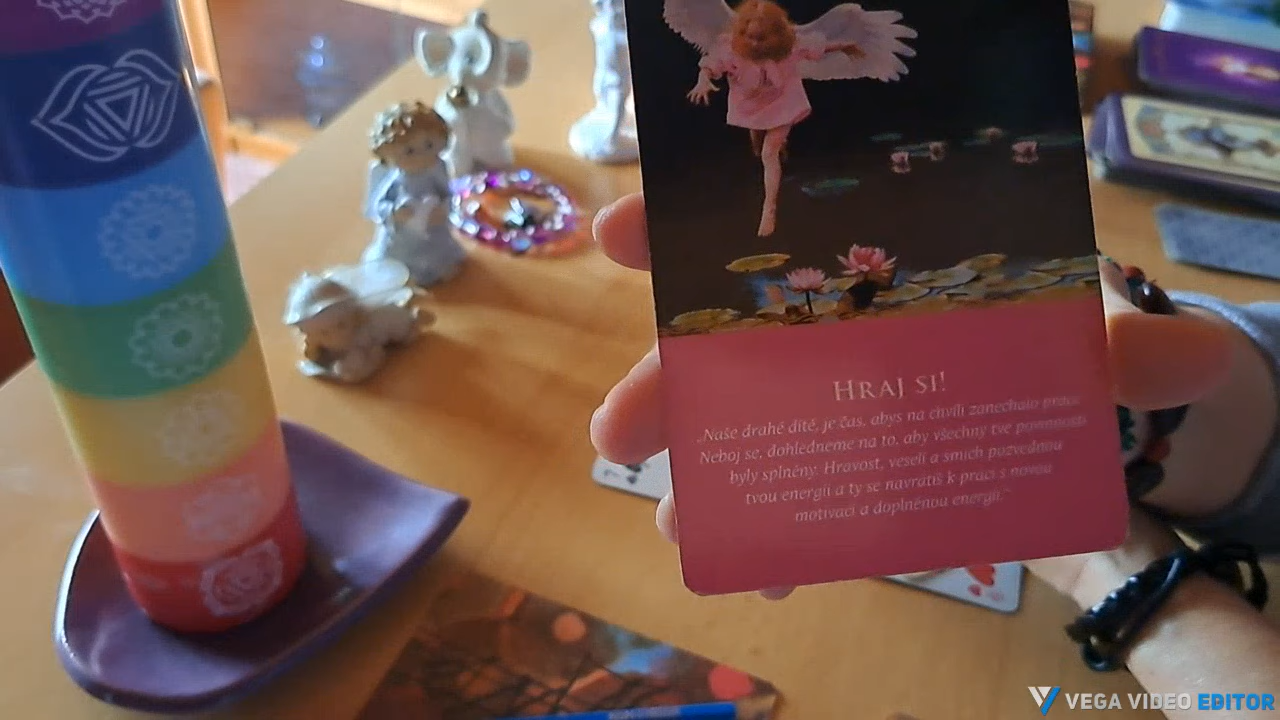 HRAJ SI!
„Naše drahé dítě, je čas, abys na chvíli zanechalo práce.
Neboj se, dohlédneme na to, aby všechny tvé povinnosti
byly splněny. Hravost, veselí a smích pozvednou
tvou energii a ty se navrátíš k práci s novou
motivací a doplněnou energií.“
VEGA VIDEO EDITOR